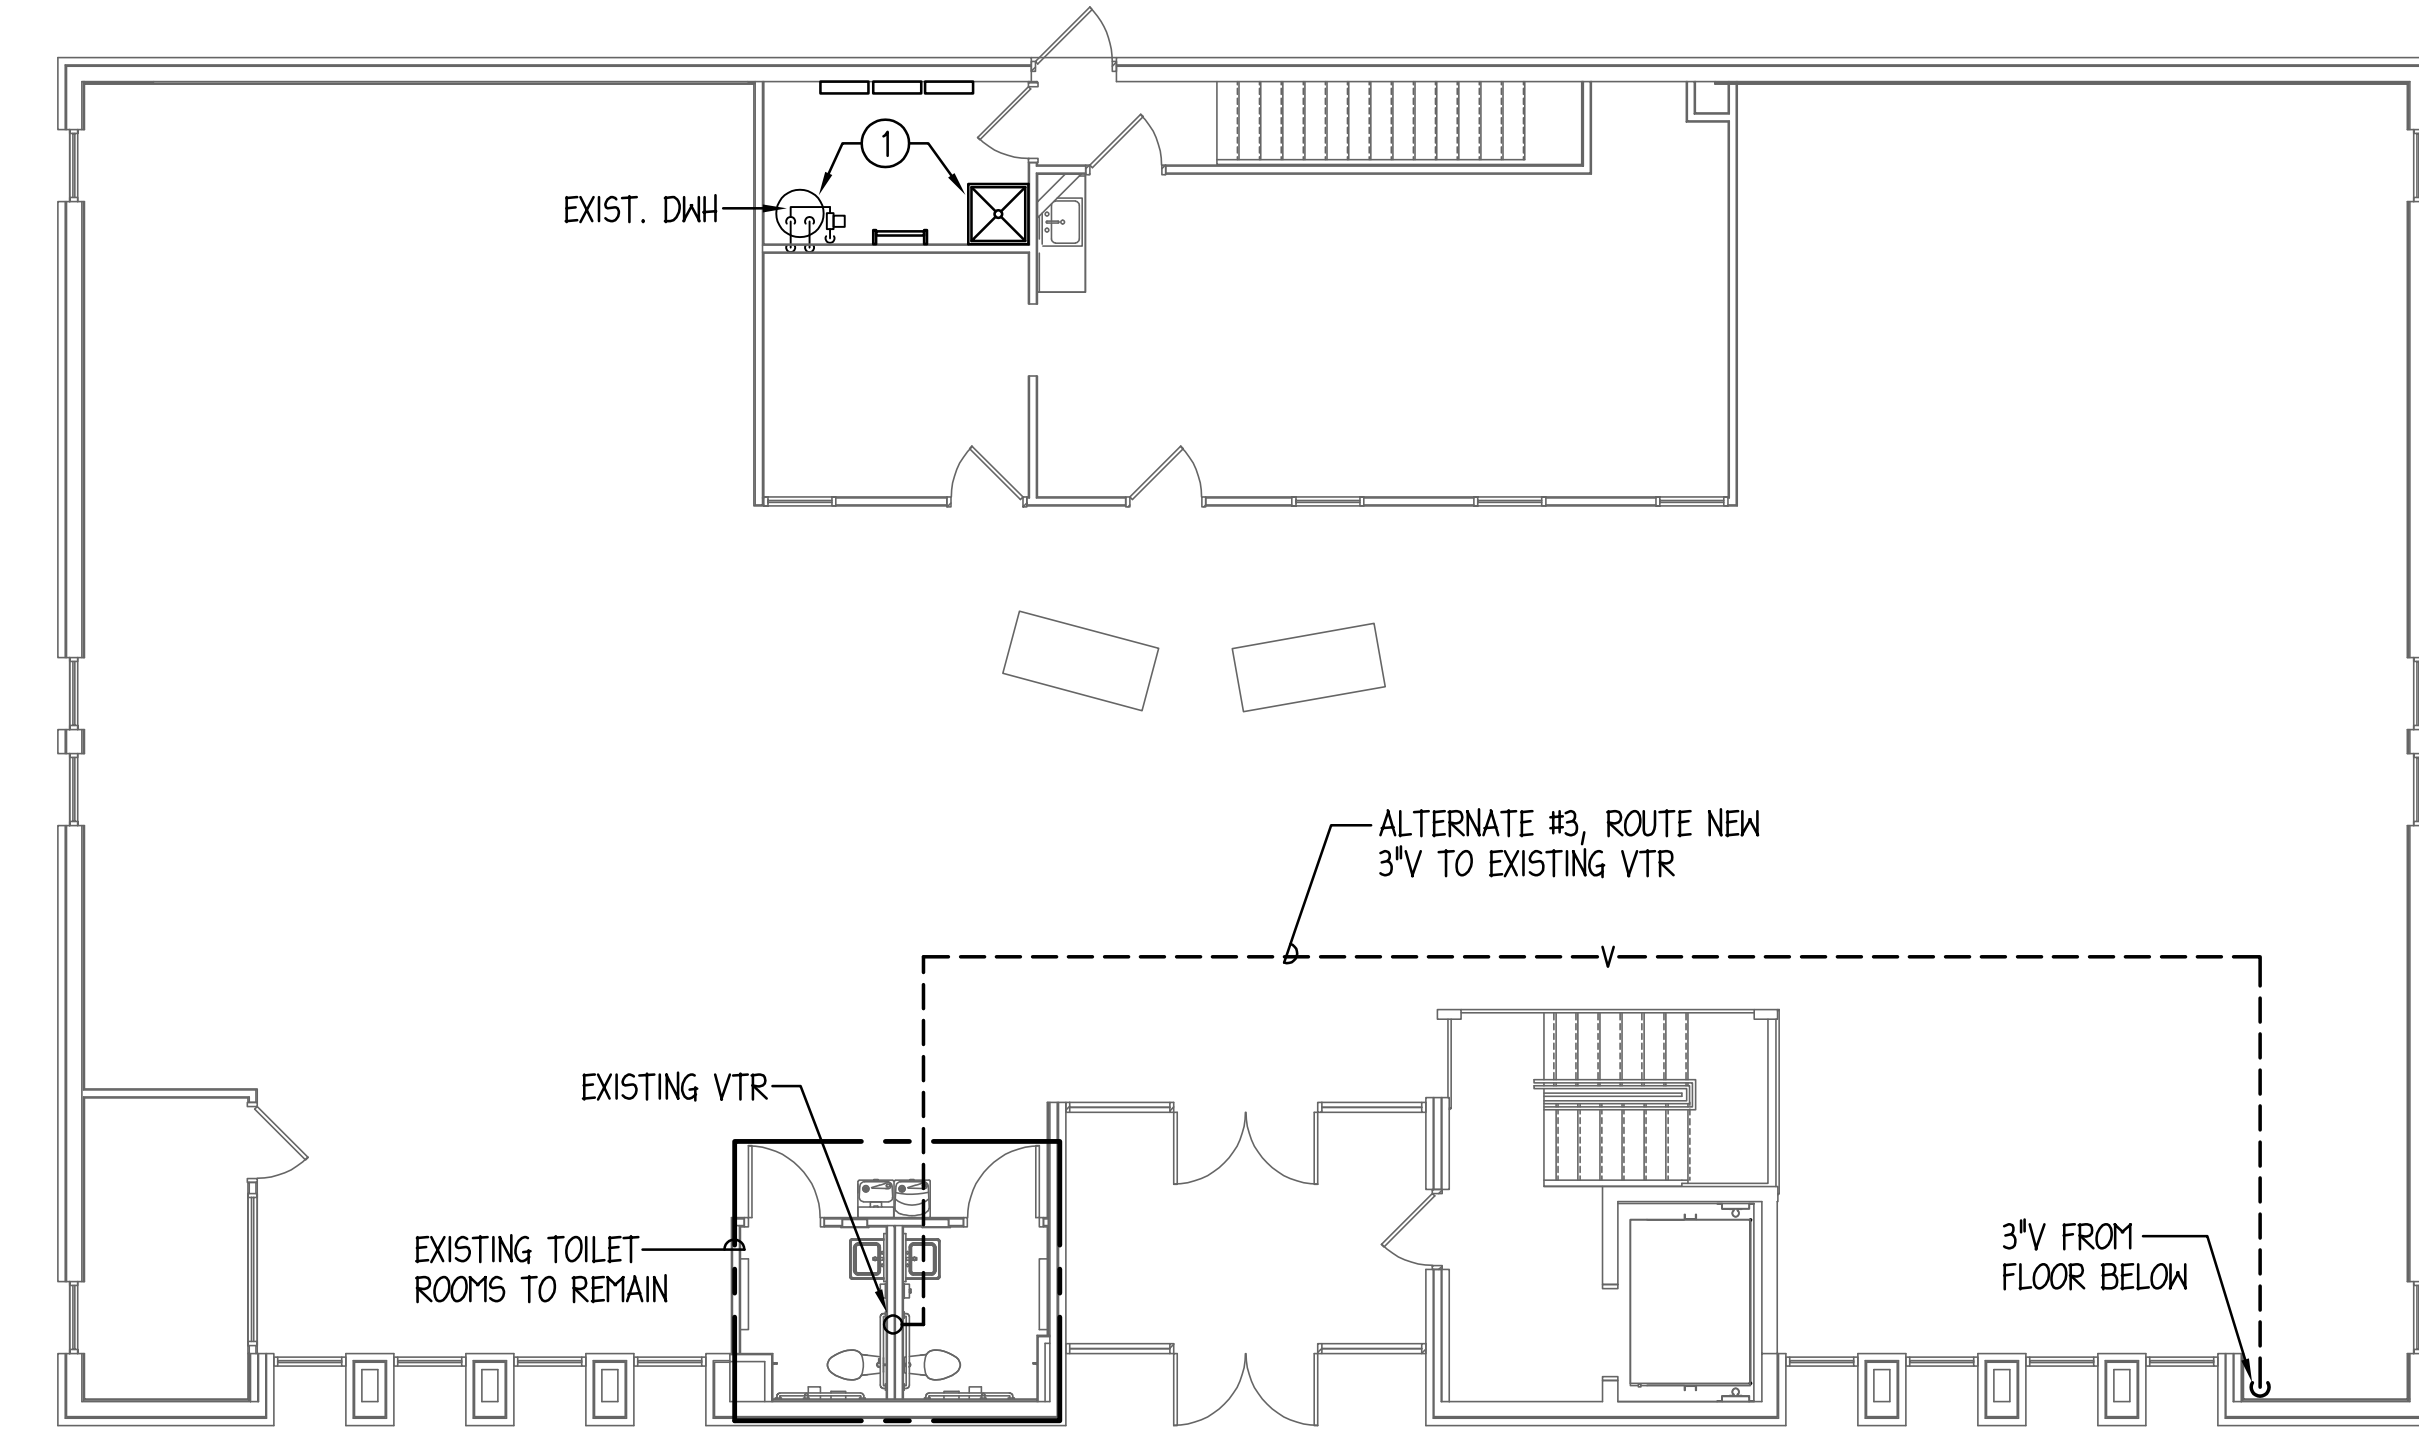 1
EXIST. DWH
ALTERNATE #3, ROUTE NEW
3"V TO EXISTING VTR
V
EXISTING VTR
EXISTING TOILET
ROOMS TO REMAIN
3"V FROM
FLOOR BELOW